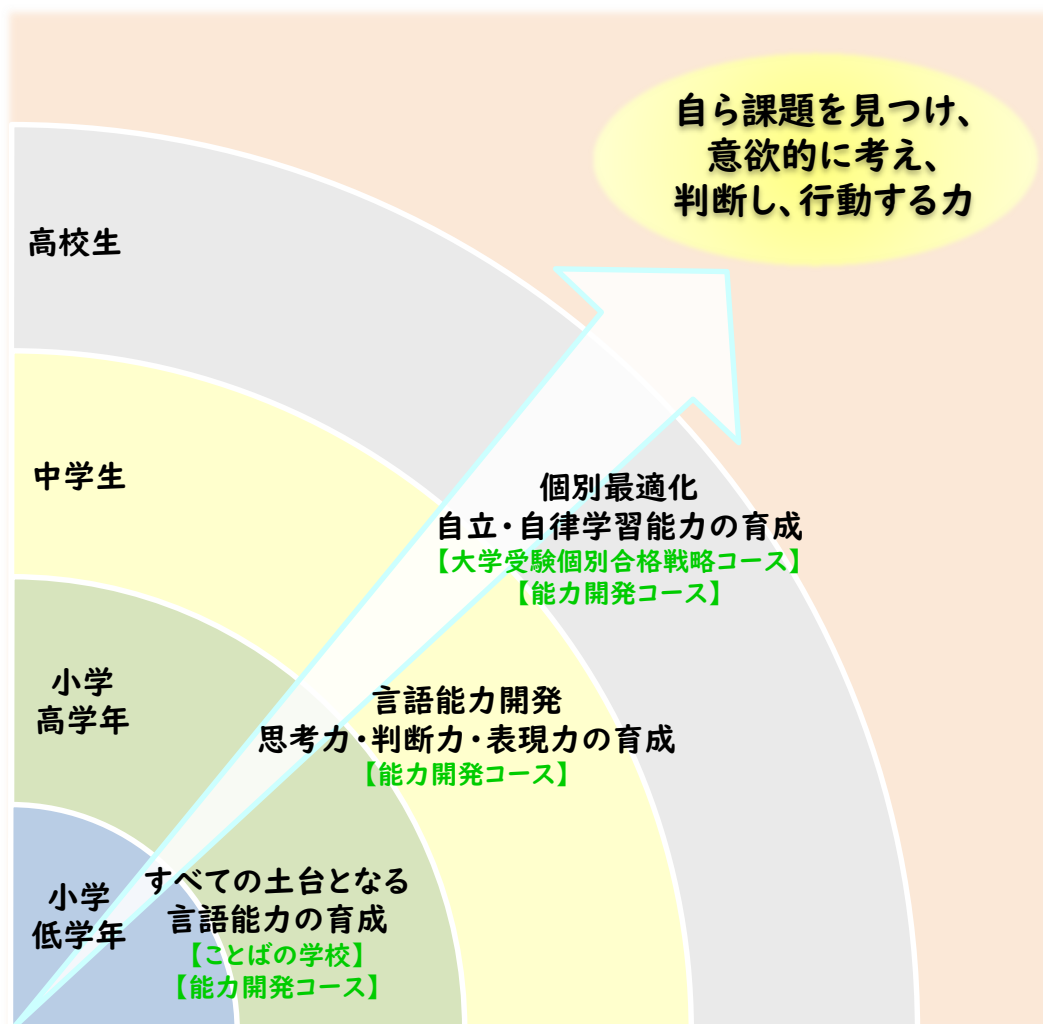 自ら課題を見つけ、
意欲的に考え、
判断し、行動する力
高校生
中学生
個別最適化
自立・自律学習能力の育成
【大学受験個別合格戦略コース】
【能力開発コース】
小学
高学年
言語能力開発
思考力・判断力・表現力の育成
【能力開発コース】
小学
低学年
すべての土台となる
言語能力の育成
【ことばの学校】
【能力開発コース】